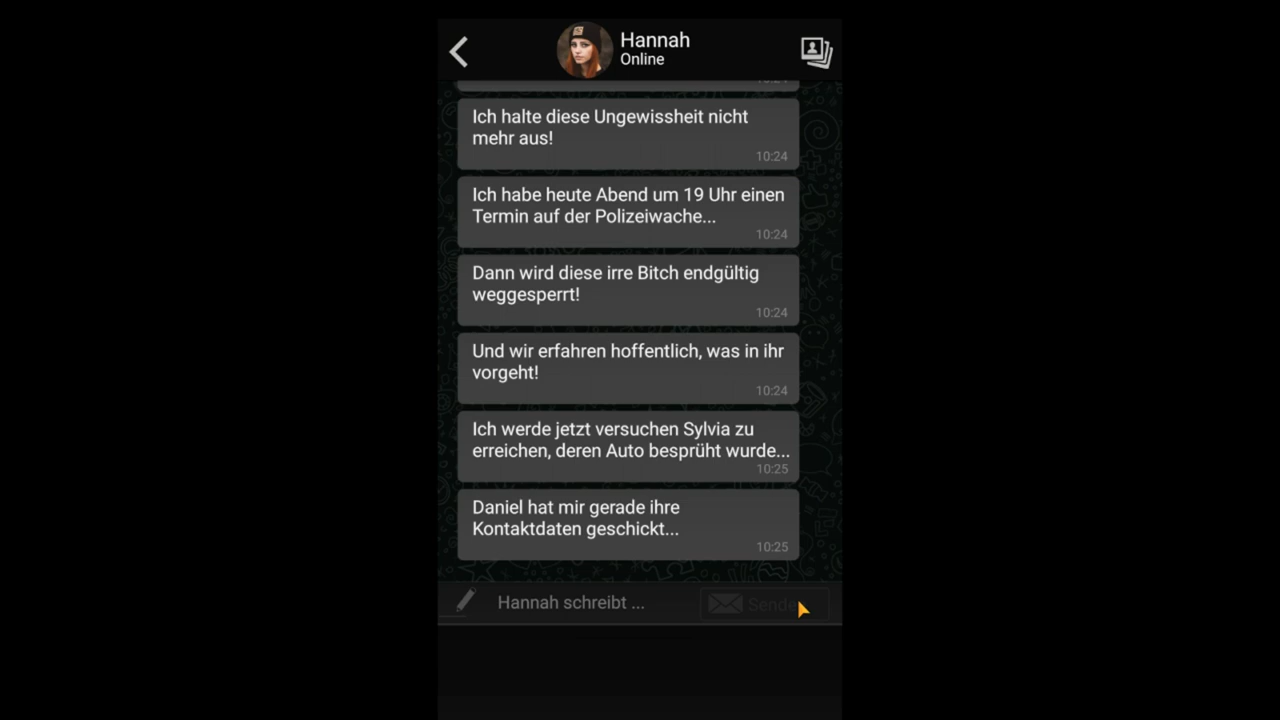 Hannah
Online
Ich halte diese Ungewissheit nicht
mehr aus!
10:24
Ich habe heute Abend um 19 Uhr einen
Termin auf der Polizeiwache...
10:24
Dann wird diese irre Bitch endgültig
weggesperrt!
10:24
Und wir erfahren hoffentlich, was in ihr
vorgeht!
10:24
Ich werde jetzt versuchen Sylvia zu
erreichen, deren Auto besprüht wurde...
10:25
Daniel hat mir gerade ihre
Kontaktdaten geschickt...
10:25
Hannah schreibt ...